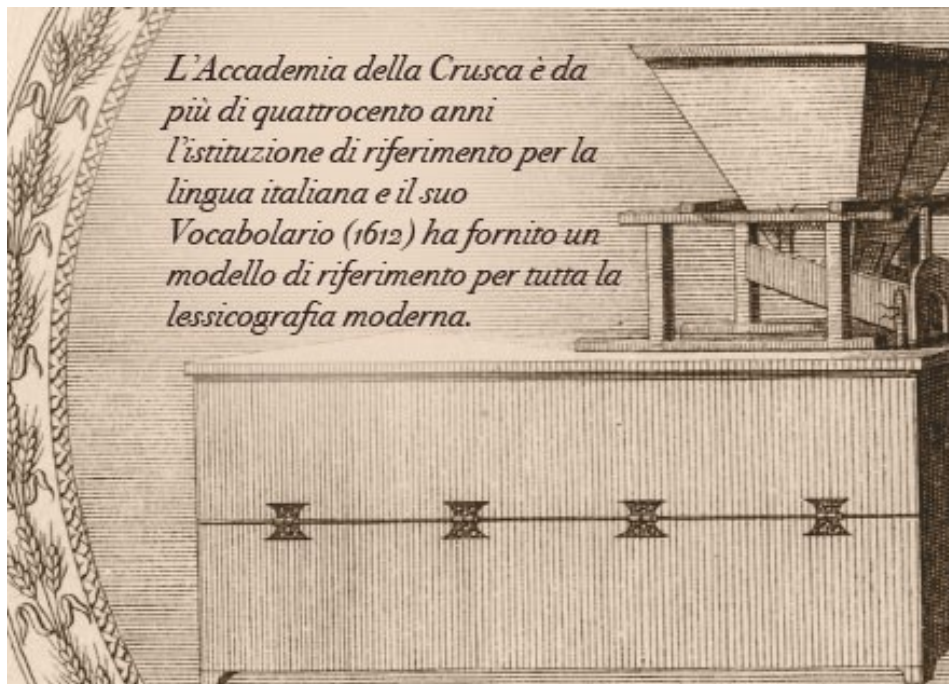 L'Accademia della Crusca è da
più di quattrocento anni
l'istituzione di riferimento per la
lingua italiana e il suo
Vocabolario (1612) ha fornito un
modello di riferimento per tutta la
lessicografia moderna.